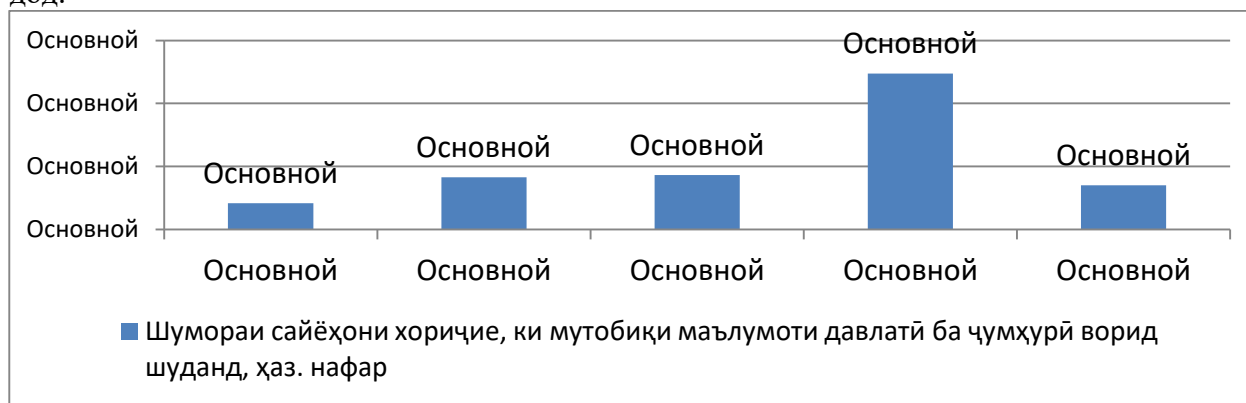 дод.
Основной
Основной
Основной
Основной
Основной
Основной
Основной
Основной
Основной
Основной Основной Основной Основной Основной
Шумораи сайёҳони хориҷие, ки мутобиқи маълумоти давлатӣ ба ҷумҳурӣ ворид
шуданд, ҳаз. нафар